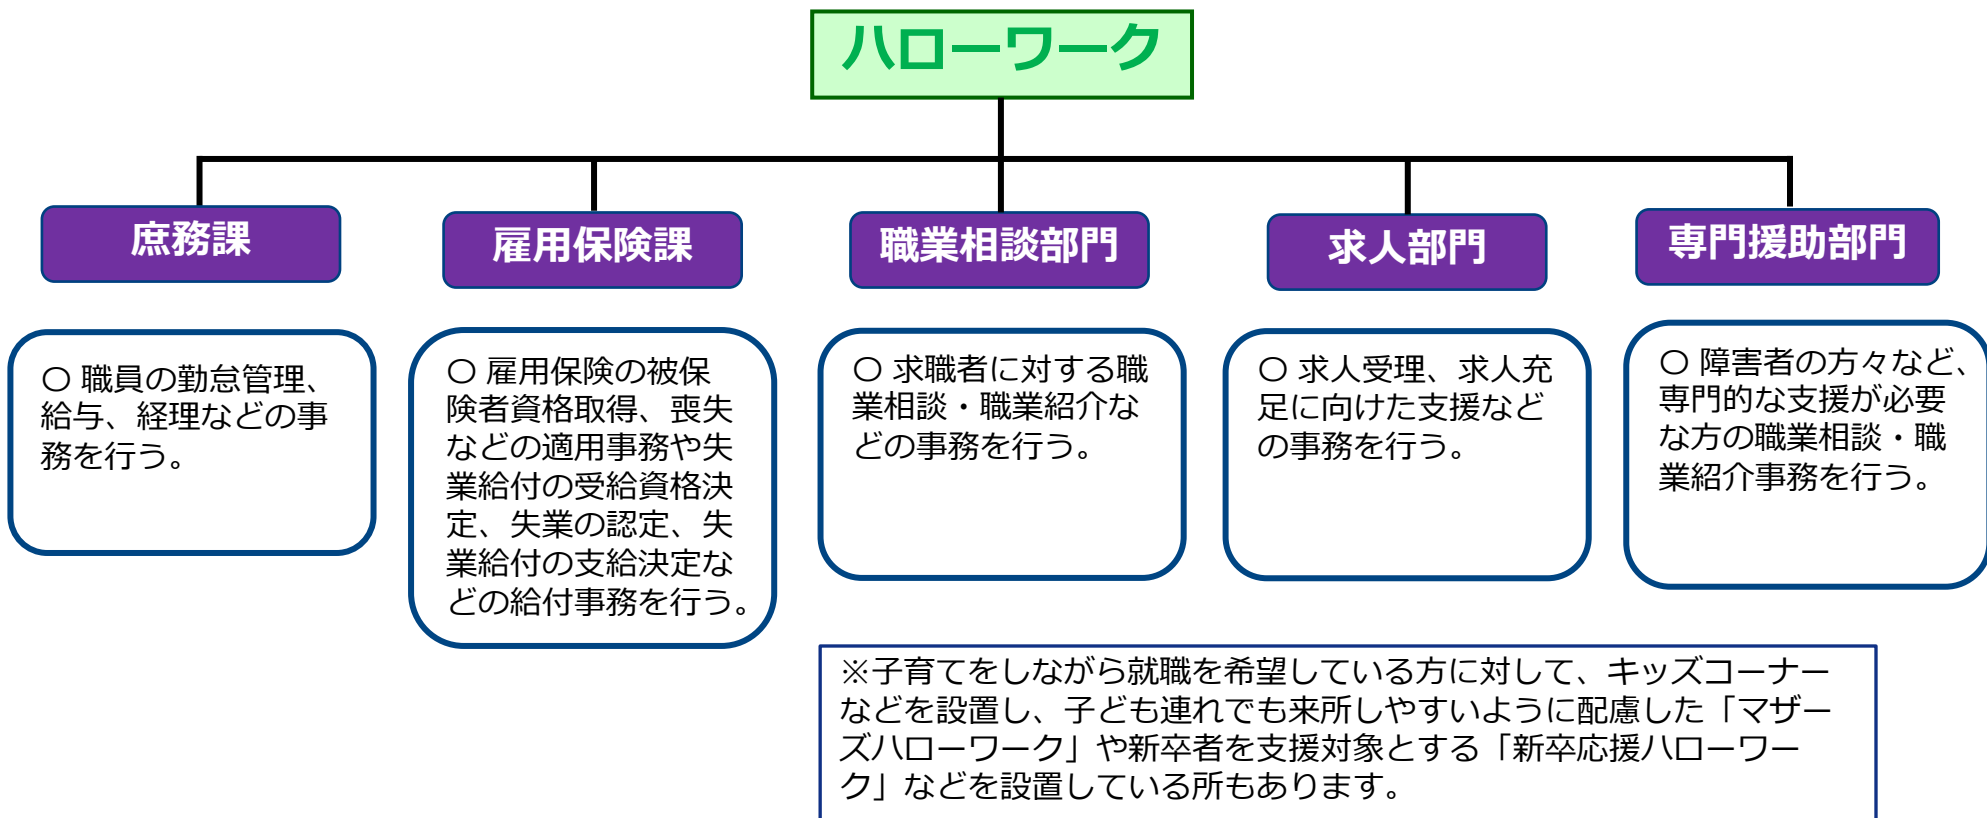 ハローワーク
庶務課
雇用保険課
職業相談部門
求人部門
専門援助部門
〇 職員の勤怠管理、
給与、経理などの事
務を行う。
〇 雇用保険の被保
険者資格取得、喪失
などの適用事務や失
業給付の受給資格決
定、失業の認定、失
業給付の支給決定な
どの給付事務を行う。
〇 求職者に対する職
業相談・職業紹介な
どの事務を行う。
〇 求人受理、求人充
足に向けた支援など
の事務を行う。
〇 障害者の方々など、
専門的な支援が必要
な方の職業相談・職
業紹介事務を行う。
※子育てをしながら就職を希望している方に対して、キッズコーナー
などを設置し、子ども連れでも来所しやすいように配慮した「マザー
ズハローワーク」や新卒者を支援対象とする「新卒応援ハローワー
ク」などを設置している所もあります。